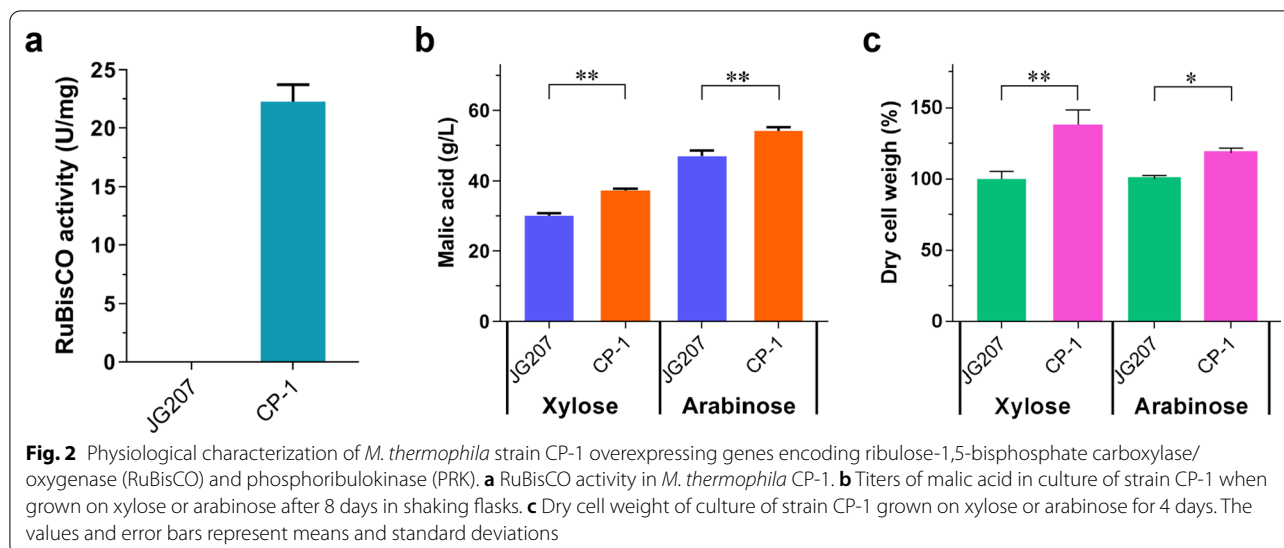 a
RuBisCO activity (U/mg)
25
20
15
10
5
0
JG207
CP-1
b
Malic acid (g/L)
60
40
20
0
**
**
JG207
CP-1
JG207
CP-1
Xylose
Arabinose
c
Dry cell weigh (%)
150
100
50
0
**
*
JG207
CP-1
JG207
CP-1
Xylose
Arabinose
Fig. 2 Physiological characterization of M. thermophila strain CP-1 overexpressing genes encoding ribulose-1,5-bisphosphate carboxylase/
oxygenase (RuBisCO) and phosphoribulokinase (PRK). a RuBisCO activity in M. thermophila CP-1. b Titers of malic acid in culture of strain CP-1 when
grown on xylose or arabinose after 8 days in shaking flasks. c Dry cell weight of culture of strain CP-1 grown on xylose or arabinose for 4 days. The
values and error bars represent means and standard deviations